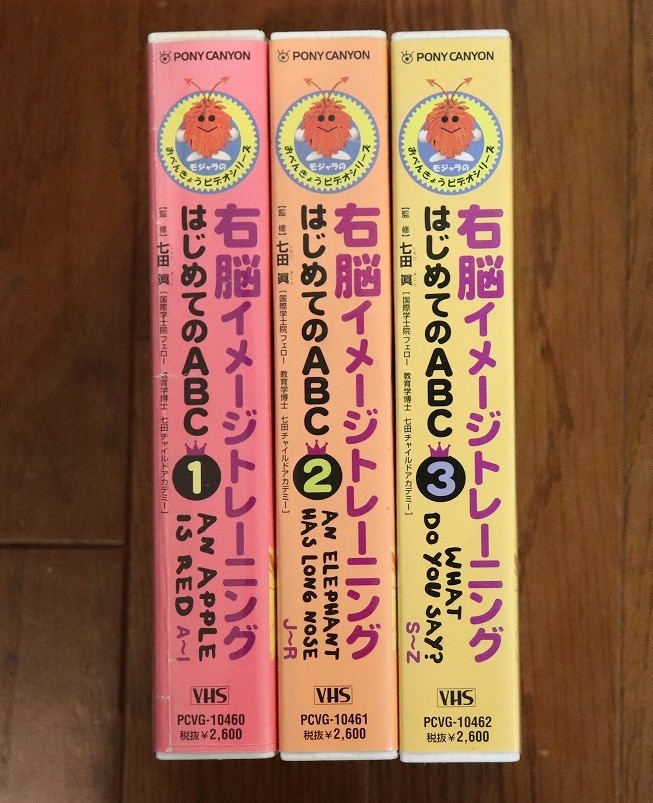 PONY CANYON
モジャラの
おべんきょうビデオシリーズ
右脳イメージトレーニング
はじめてのABC
1
AN APPLE
IS RED
A〜I
[監修]七田 眞
[国際学士院フェロー 教育学博士 七田チャイルドアカデミー]
VHS
PCVG-10460
税抜¥2,600
PONY CANYON
モジャラの
おべんきょうビデオシリーズ
右脳イメージトレーニング
はじめてのABC
2
AN ELEPHANT
HAS LONG NOSE
J〜R
[監修]七田 眞
[国際学士院フェロー 教育学博士 七田チャイルドアカデミー]
VHS
PCVG-10461
税抜¥2,600
PONY CANYON
モジャラの
おべんきょうビデオシリーズ
右脳イメージトレーニング
はじめてのABC
3
WHAT
DO YOU SAY?
S〜Z
[監修]七田 眞
[国際学士院フェロー 教育学博士 七田チャイルドアカデミー]
VHS
PCVG-10462
税抜¥2,600